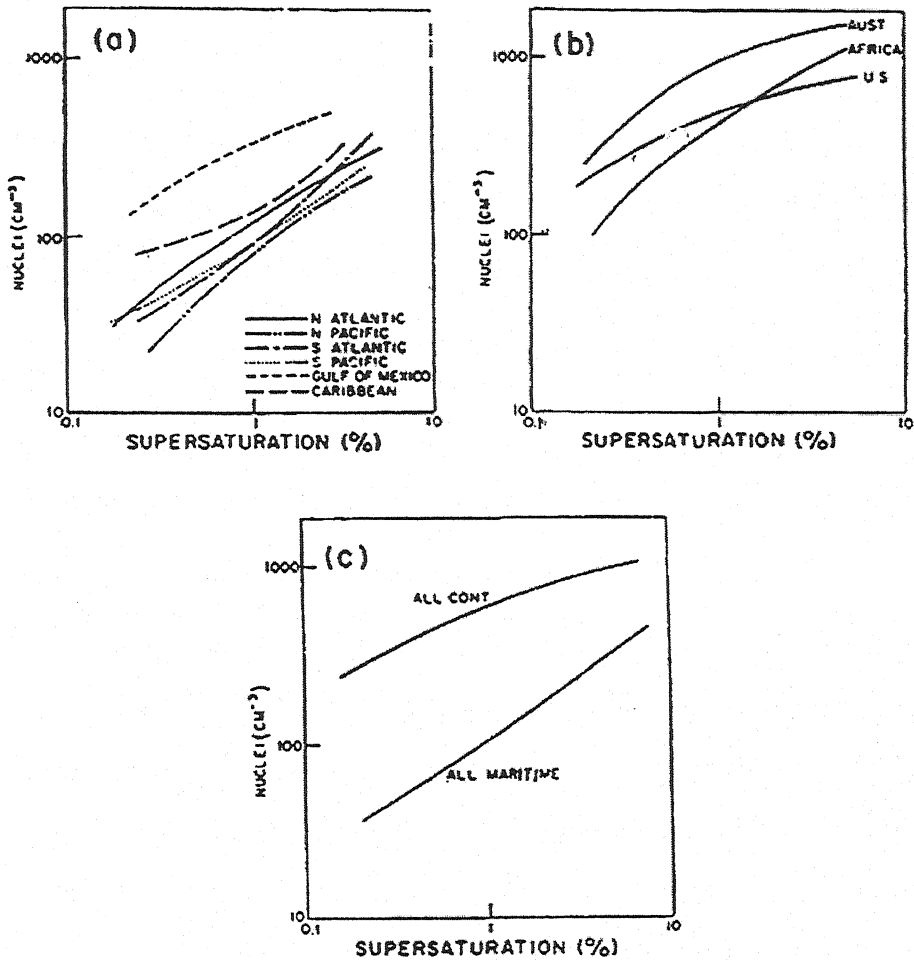 (a)
1000
100
10
NUCLEI (CM⁻³)
N ATLANTIC
N PACIFIC
S ATLANTIC
S PACIFIC
GULF OF MEXICO
CARIBBEAN
0.1
1
10
SUPERSATURATION (%)
(b)
1000
100
10
NUCLEI (CM⁻³)
AUST
AFRICA
U S
0.1
1
10
SUPERSATURATION (%)
(c)
1000
100
10
NUCLEI (CM⁻³)
ALL CONT
ALL MARITIME
0.1
1
10
SUPERSATURATION (%)